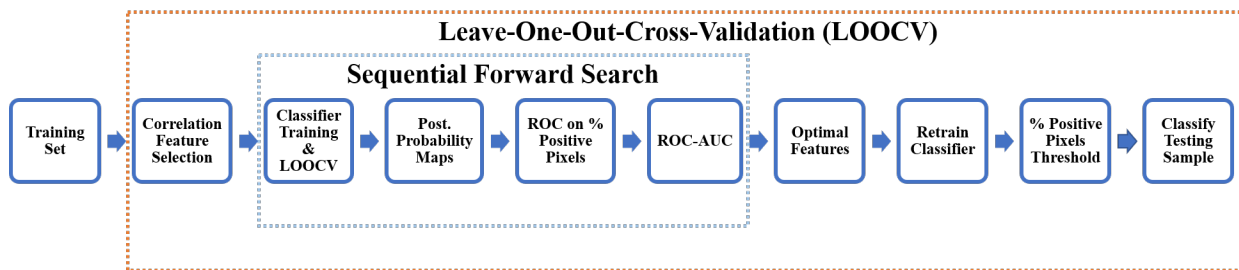 Leave-One-Out-Cross-Validation (LOOCV)
Sequential Forward Search
Training
Set
Correlation
Feature
Selection
Classifier
Training
&
LOOCV
Post.
Probability
Maps
ROC on %
Positive
Pixels
ROC-AUC
Optimal
Features
Retrain
Classifier
% Positive
Pixels
Threshold
Classify
Testing
Sample